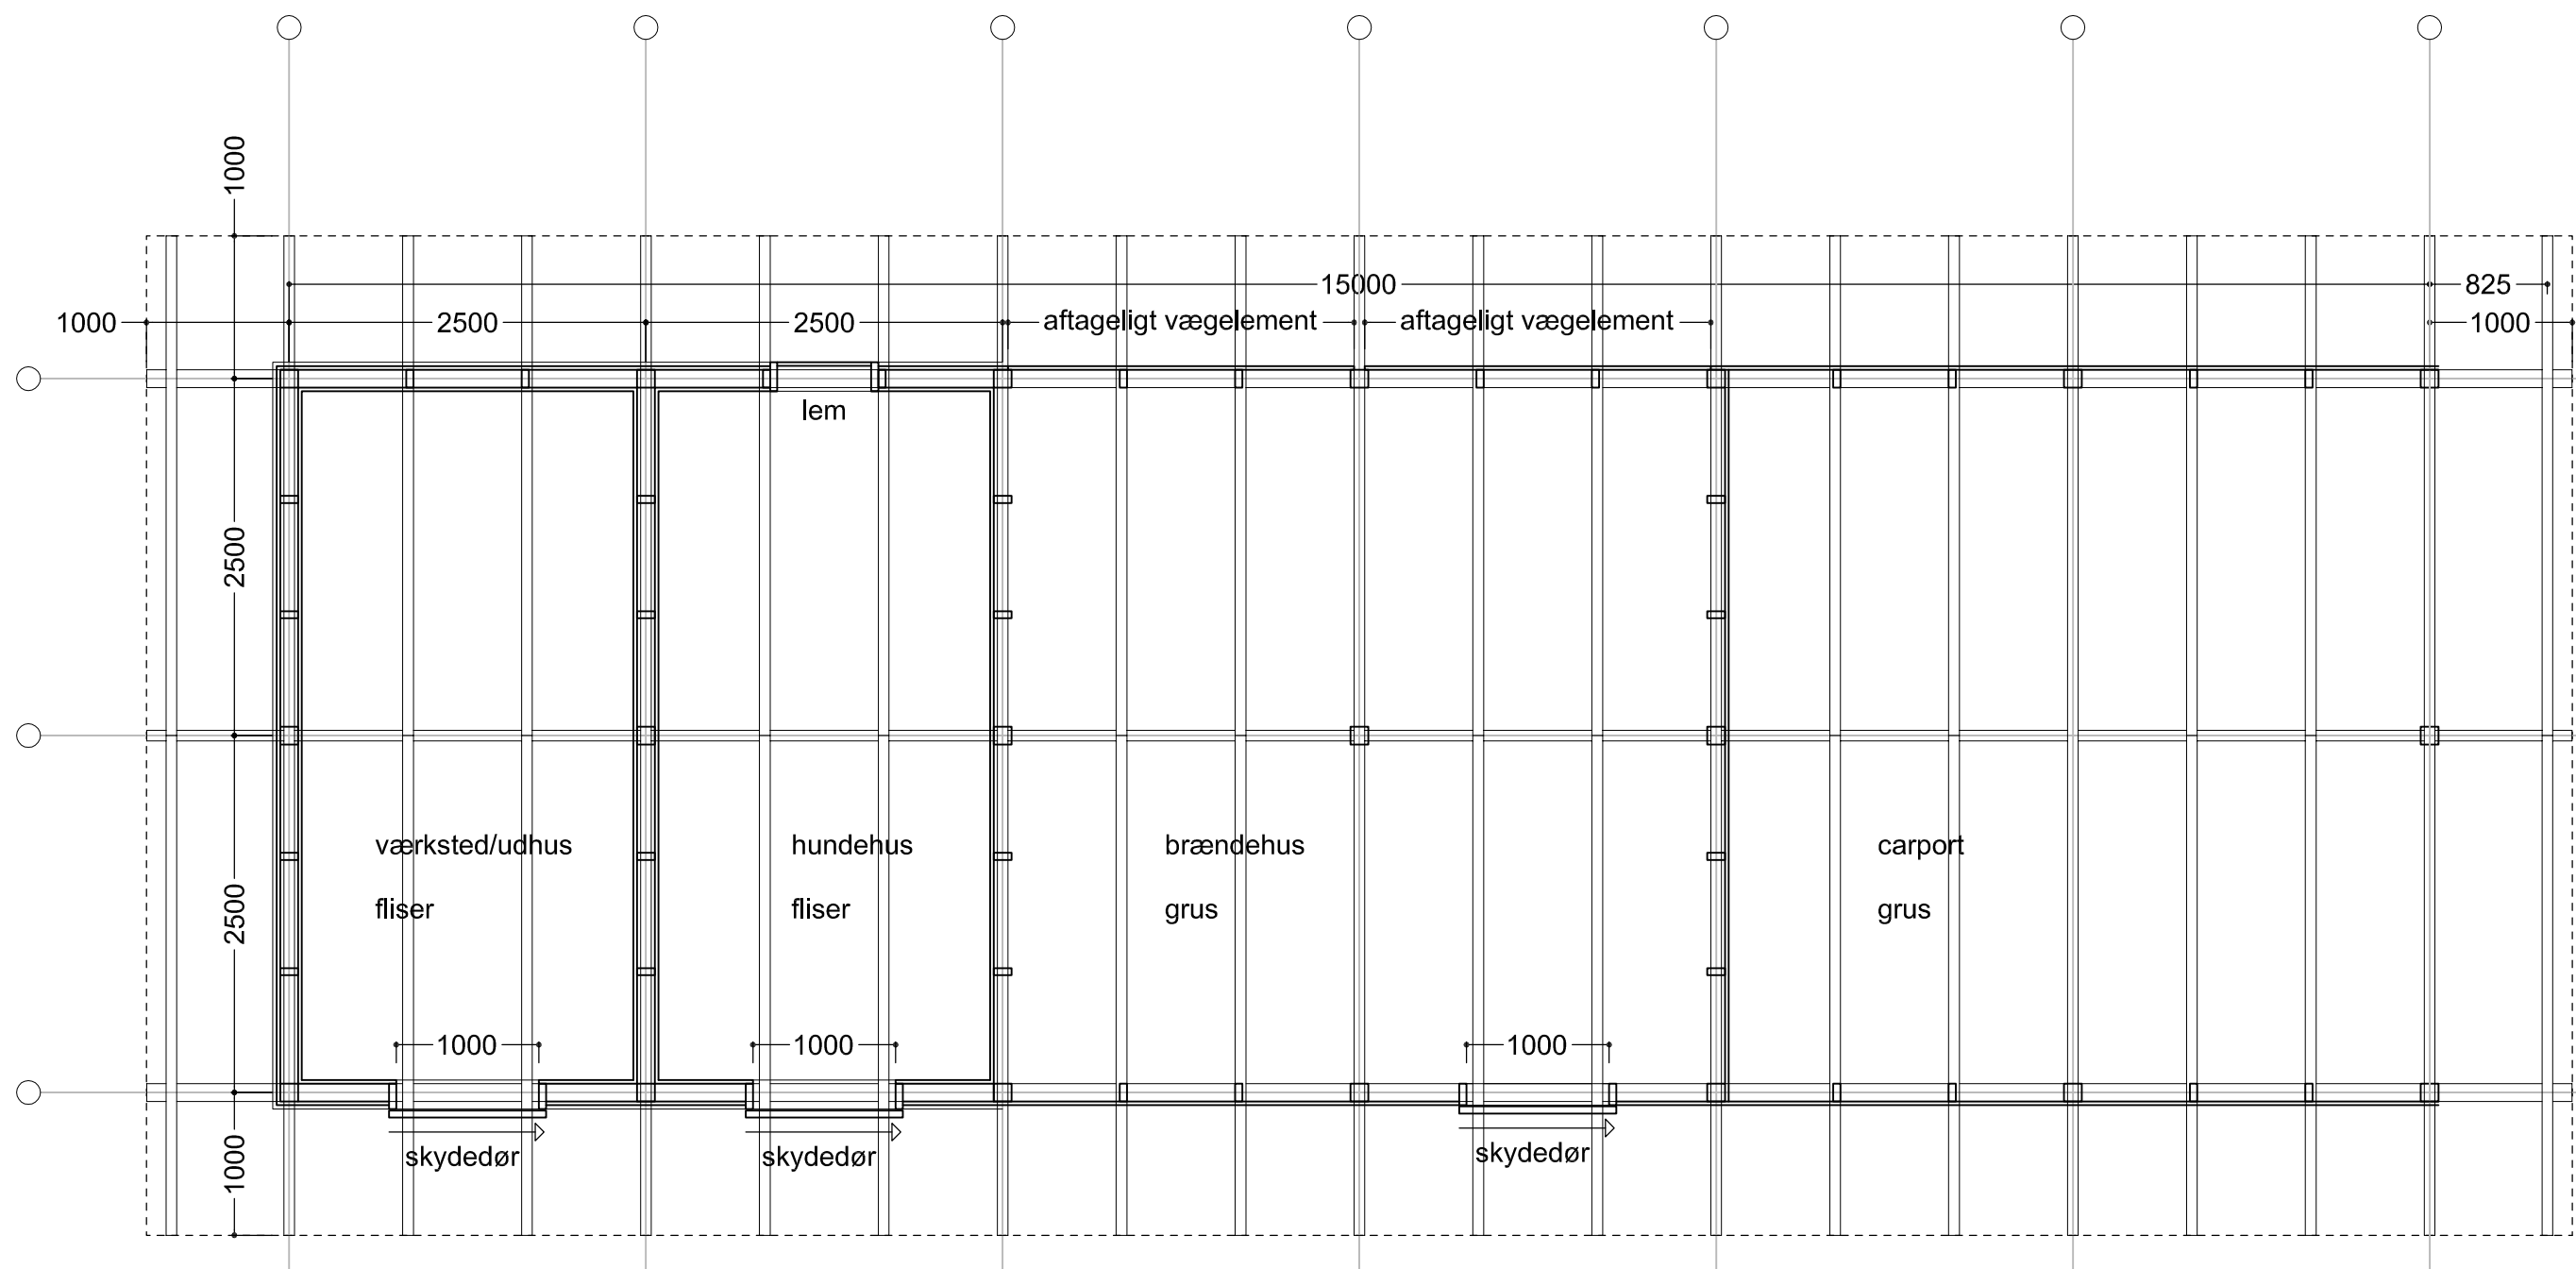 1000
15000
825
1000
2500
2500
aftageligt vægelement
aftageligt vægelement
1000
lem
2500
værksted/udhus
hundehus
brændehus
carport
fliser
fliser
grus
grus
2500
1000
1000
1000
skydedør
skydedør
skydedør
1000